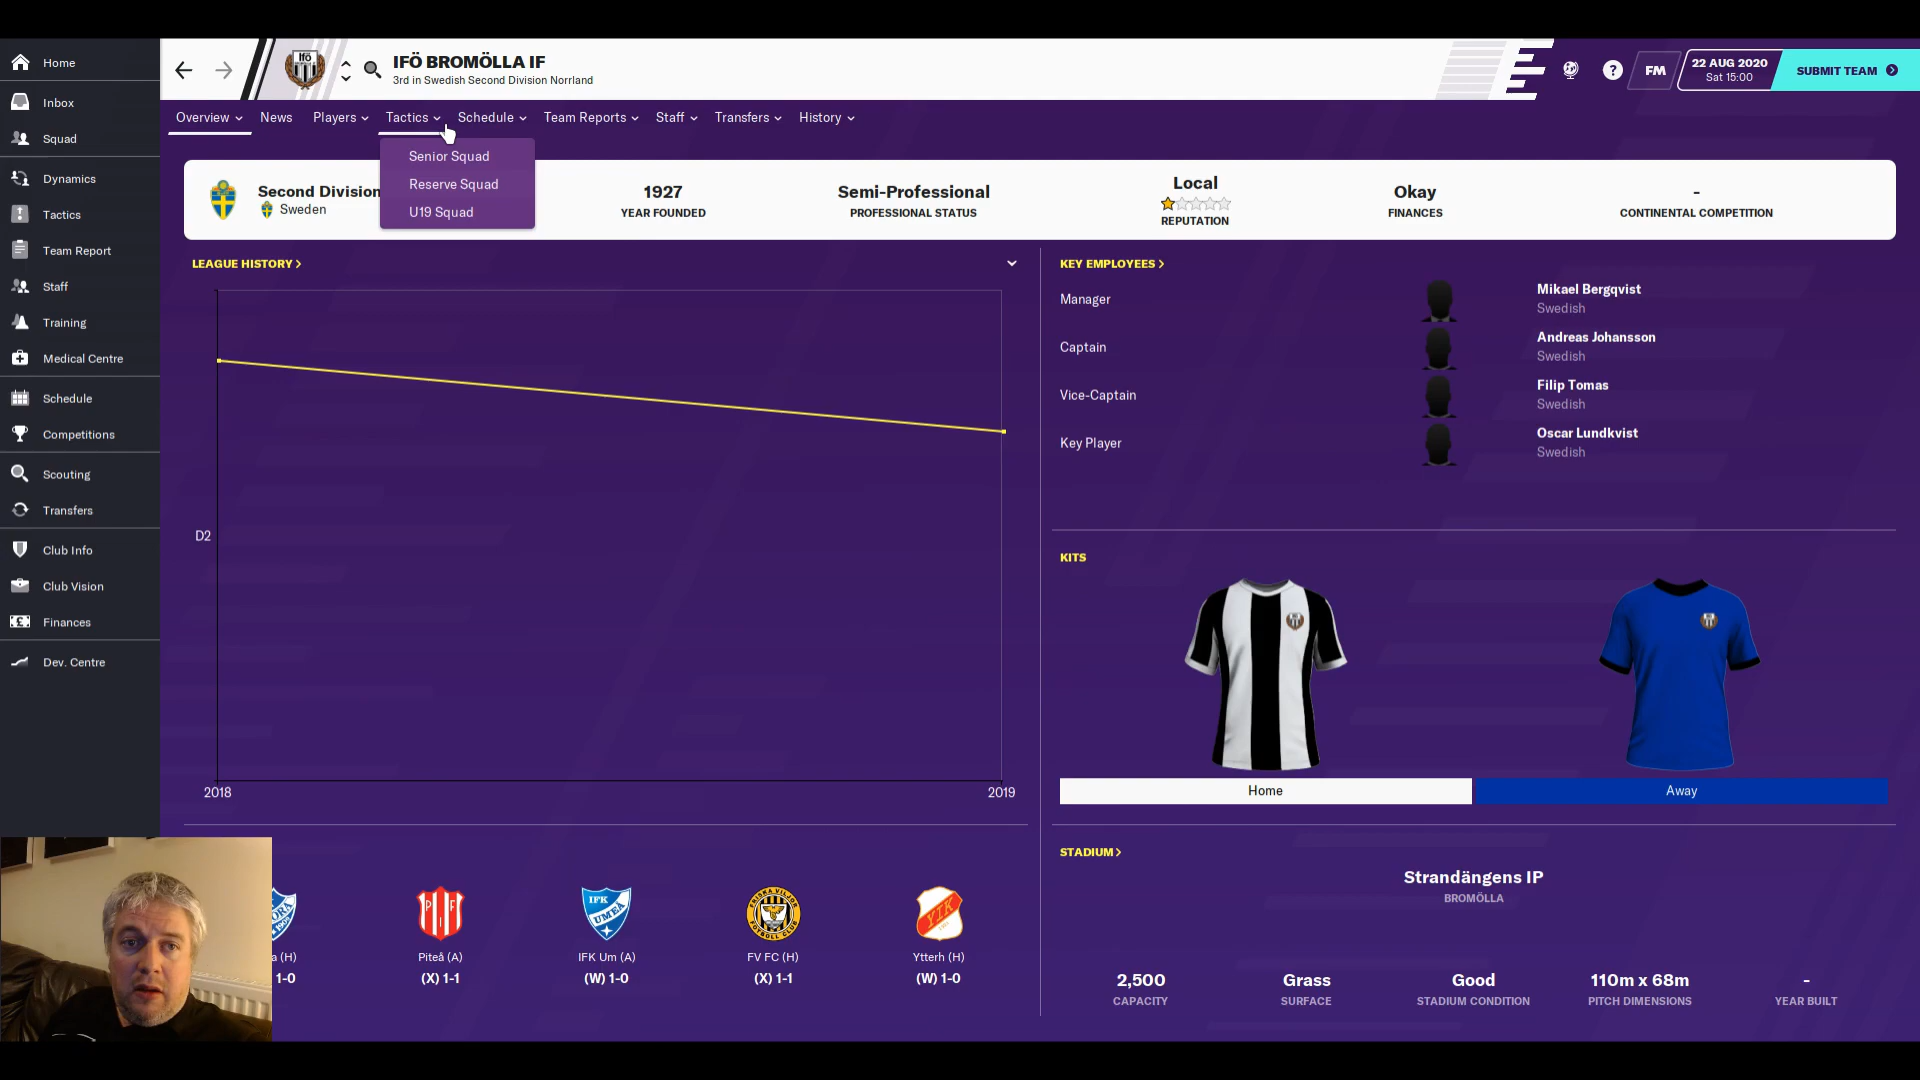 Home
Inbox
Squad
Dynamics
Tactics
Team Report
Staff
Training
Medical Centre
Schedule
Competitions
Scouting
Transfers
Club Info
Club Vision
Finances
Dev. Centre
IFÖ BROMÖLLA IF
3rd in Swedish Second Division Norrland
?
FM
22 AUG 2020
Sat 15:00
SUBMIT TEAM
Overview
News
Players
Tactics
Schedule
Team Reports
Staff
Transfers
History
Senior Squad
Reserve Squad
U19 Squad
Second Division
Sweden
1927
YEAR FOUNDED
Semi-Professional
PROFESSIONAL STATUS
Local
REPUTATION
Okay
FINANCES
-
CONTINENTAL COMPETITION
LEAGUE HISTORY >
D2
2018
2019
KEY EMPLOYEES >
Manager
Mikael Bergqvist
Swedish
Captain
Andreas Johansson
Swedish
Vice-Captain
Filip Tomas
Swedish
Key Player
Oscar Lundkvist
Swedish
KITS
Home
Away
a (H)
1-0
PIF
Piteå (A)
(X) 1-1
IFK
UMEÅ
IFK Um (A)
(W) 1-0
FV FC (H)
(X) 1-1
YIK
Ytterh (H)
(W) 1-0
STADIUM >
Strandängens IP
BROMÖLLA
2,500
CAPACITY
Grass
SURFACE
Good
STADIUM CONDITION
110m x 68m
PITCH DIMENSIONS
-
YEAR BUILT